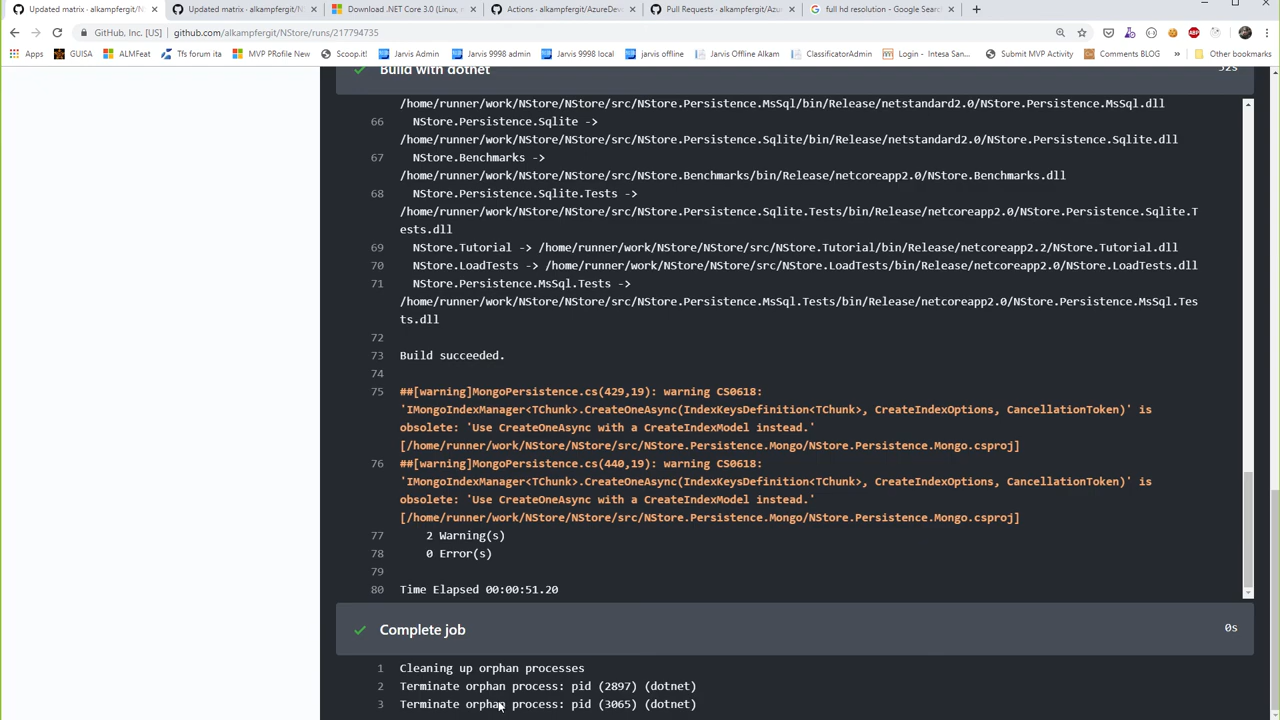 Updated matrix · alkampfergit/N
Updated matrix · alkampfergit/N
Download .NET Core 3.0 (Linux, m
Actions · alkampfergit/AzureDev
Pull Requests · alkampfergit/Azur
full hd resolution - Google Search
GitHub, Inc. [US]
github.com/alkampfergit/NStore/runs/217794735
Apps
GUISA
ALMFeat
Tfs forum ita
MVP PRofile New
Scoop.it!
Jarvis Admin
Jarvis 9998 admin
Jarvis 9998 local
jarvis offline
Jarvis Offline Alkam
ClassificatorAdmin
Login - Intesa San...
Submit MVP Activity
Comments BLOG
»
Other bookmarks
Build with dotnet
52s
/home/runner/work/NStore/NStore/src/NStore.Persistence.MsSql/bin/Release/netstandard2.0/NStore.Persistence.MsSql.dll
66 NStore.Persistence.Sqlite ->
/home/runner/work/NStore/NStore/src/NStore.Persistence.Sqlite/bin/Release/netstandard2.0/NStore.Persistence.Sqlite.dll
67 NStore.Benchmarks ->
/home/runner/work/NStore/NStore/src/NStore.Benchmarks/bin/Release/netcoreapp2.0/NStore.Benchmarks.dll
68 NStore.Persistence.Sqlite.Tests ->
/home/runner/work/NStore/NStore/src/NStore.Persistence.Sqlite.Tests/bin/Release/netcoreapp2.0/NStore.Persistence.Sqlite.T
ests.dll
69 NStore.Tutorial -> /home/runner/work/NStore/NStore/src/NStore.Tutorial/bin/Release/netcoreapp2.2/NStore.Tutorial.dll
70 NStore.LoadTests -> /home/runner/work/NStore/NStore/src/NStore.LoadTests/bin/Release/netcoreapp2.0/NStore.LoadTests.dll
71 NStore.Persistence.MsSql.Tests ->
/home/runner/work/NStore/NStore/src/NStore.Persistence.MsSql.Tests/bin/Release/netcoreapp2.0/NStore.Persistence.MsSql.Tes
ts.dll
72
73 Build succeeded.
74
75 ##[warning]MongoPersistence.cs(429,19): warning CS0618:
'IMongoIndexManager<TChunk>.CreateOneAsync(IndexKeysDefinition<TChunk>, CreateIndexOptions, CancellationToken)' is
obsolete: 'Use CreateOneAsync with a CreateIndexModel instead.'
[/home/runner/work/NStore/NStore/src/NStore.Persistence.Mongo/NStore.Persistence.Mongo.csproj]
76 ##[warning]MongoPersistence.cs(440,19): warning CS0618:
'IMongoIndexManager<TChunk>.CreateOneAsync(IndexKeysDefinition<TChunk>, CreateIndexOptions, CancellationToken)' is
obsolete: 'Use CreateOneAsync with a CreateIndexModel instead.'
[/home/runner/work/NStore/NStore/src/NStore.Persistence.Mongo/NStore.Persistence.Mongo.csproj]
77 2 Warning(s)
78 0 Error(s)
79
80 Time Elapsed 00:00:51.20
Complete job
0s
1 Cleaning up orphan processes
2 Terminate orphan process: pid (2897) (dotnet)
3 Terminate orphan process: pid (3065) (dotnet)